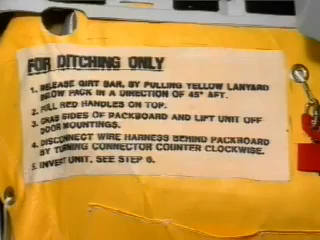 FOR DITCHING ONLY
1. RELEASE GIRT BAR, BY PULLING YELLOW LANYARD
BELOW PACK IN A DIRECTION OF 45° AFT.
2. PULL RED HANDLES ON TOP.
3. GRAB SIDES OF PACKBOARD AND LIFT UNIT OFF
DOOR MOUNTINGS.
4. DISCONNECT WIRE HARNESS BEHIND PACKBOARD
BY TURNING CONNECTOR COUNTER CLOCKWISE.
5. INVERT UNIT, SEE STEP 6.